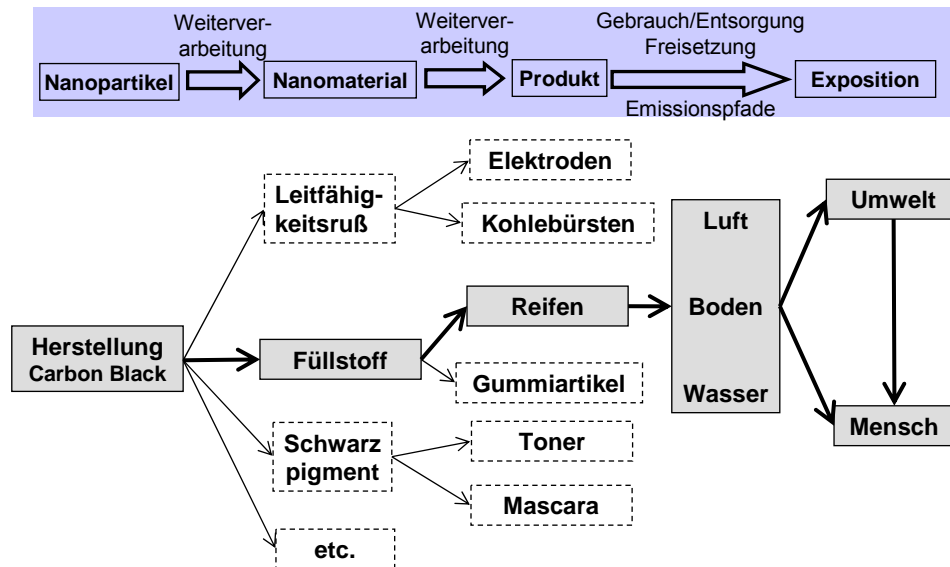 Weiterver-
arbeitung
Weiterver-
arbeitung
Gebrauch/Entsorgung
Freisetzung
Nanopartikel
Nanomaterial
Produkt
Exposition
Emissionspfade
Leitfähig-
keitsruß
Elektroden
Kohlebürsten
Luft
Umwelt
Reifen
Boden
Herstellung
Carbon Black
Füllstoff
Gummiartikel
Wasser
Mensch
Schwarz
pigment
Toner
Mascara
etc.